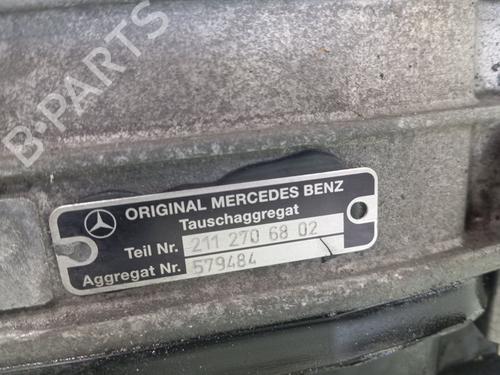 B-PARTS
ORIGINAL MERCEDES BENZ
Tauschaggregat
Teil Nr. 211 270 68 02
Aggregat Nr. 579484